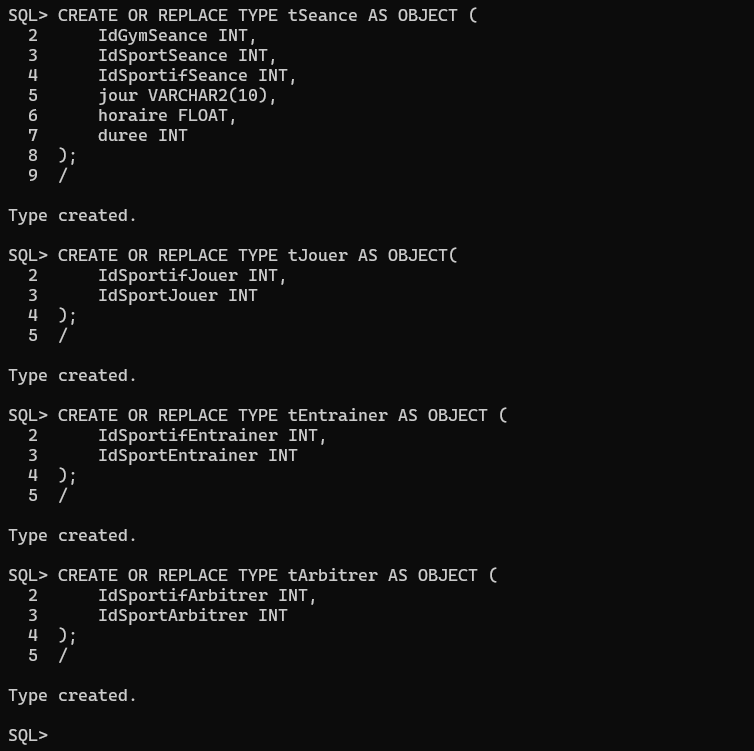 SQL> CREATE OR REPLACE TYPE tSeance AS OBJECT (
  2      IdGymSeance INT,
  3      IdSportSeance INT,
  4      IdSportifSeance INT,
  5      jour VARCHAR2(10),
  6      horaire FLOAT,
  7      duree INT
  8  );
  9  /
Type created.
SQL> CREATE OR REPLACE TYPE tJouer AS OBJECT(
  2      IdSportifJouer INT,
  3      IdSportJouer INT
  4  );
  5  /
Type created.
SQL> CREATE OR REPLACE TYPE tEntrainer AS OBJECT (
  2      IdSportifEntrainer INT,
  3      IdSportEntrainer INT
  4  );
  5  /
Type created.
SQL> CREATE OR REPLACE TYPE tArbitrer AS OBJECT (
  2      IdSportifArbitrer INT,
  3      IdSportArbitrer INT
  4  );
  5  /
Type created.
SQL>